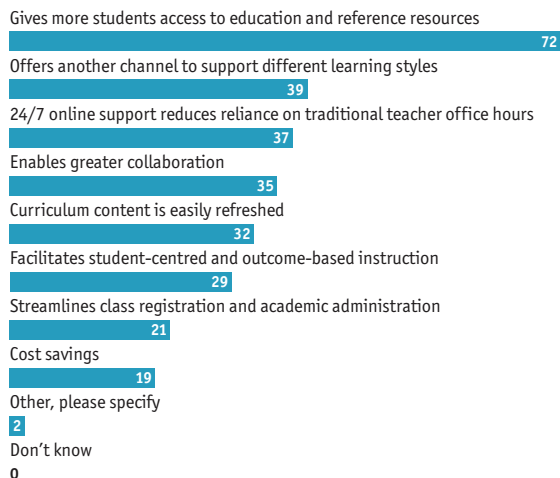 Gives more students access to education and reference resources
72
Offers another channel to support different learning styles
39
24/7 online support reduces reliance on traditional teacher office hours
37
Enables greater collaboration
35
Curriculum content is easily refreshed
32
Facilitates student-centred and outcome-based instruction
29
Streamlines class registration and academic administration
21
Cost savings
19
Other, please specify
2
Don’t know
0